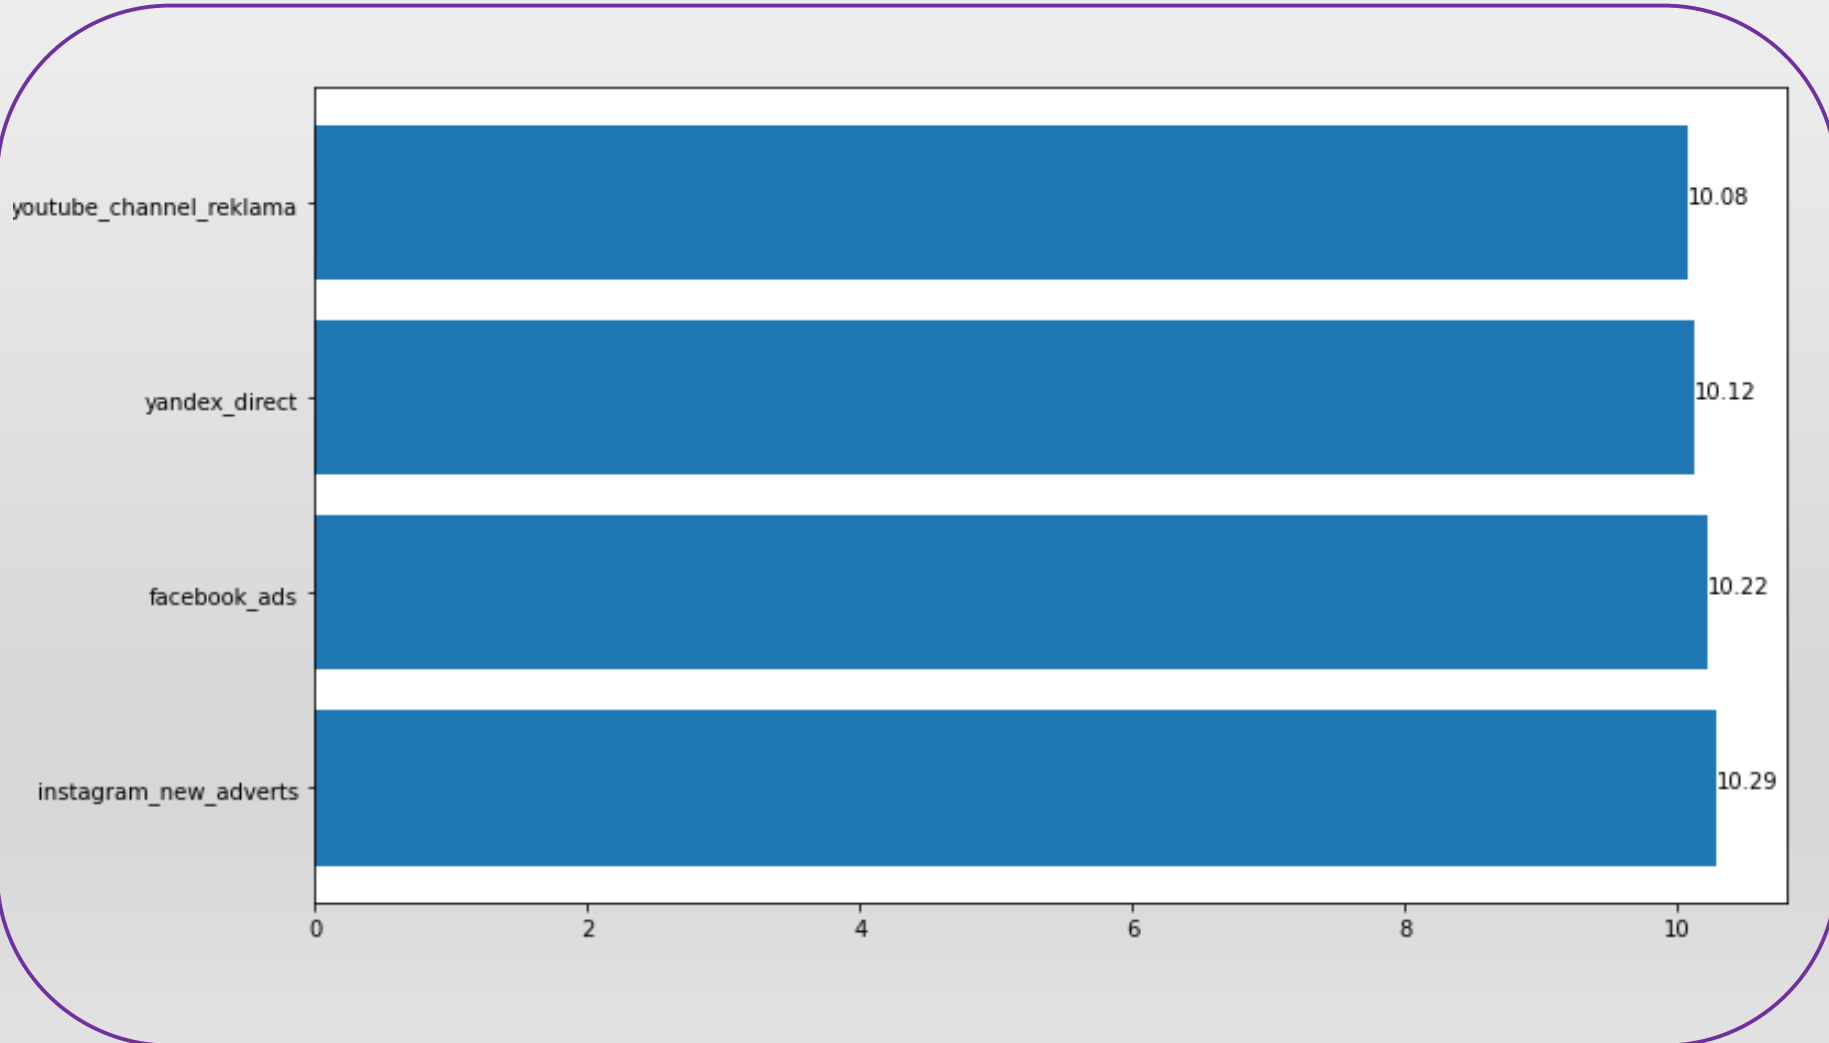 youtube_channel_reklama 10.08
yandex_direct 10.12
facebook_ads 10.22
instagram_new_adverts 10.29
0 2 4 6 8 10